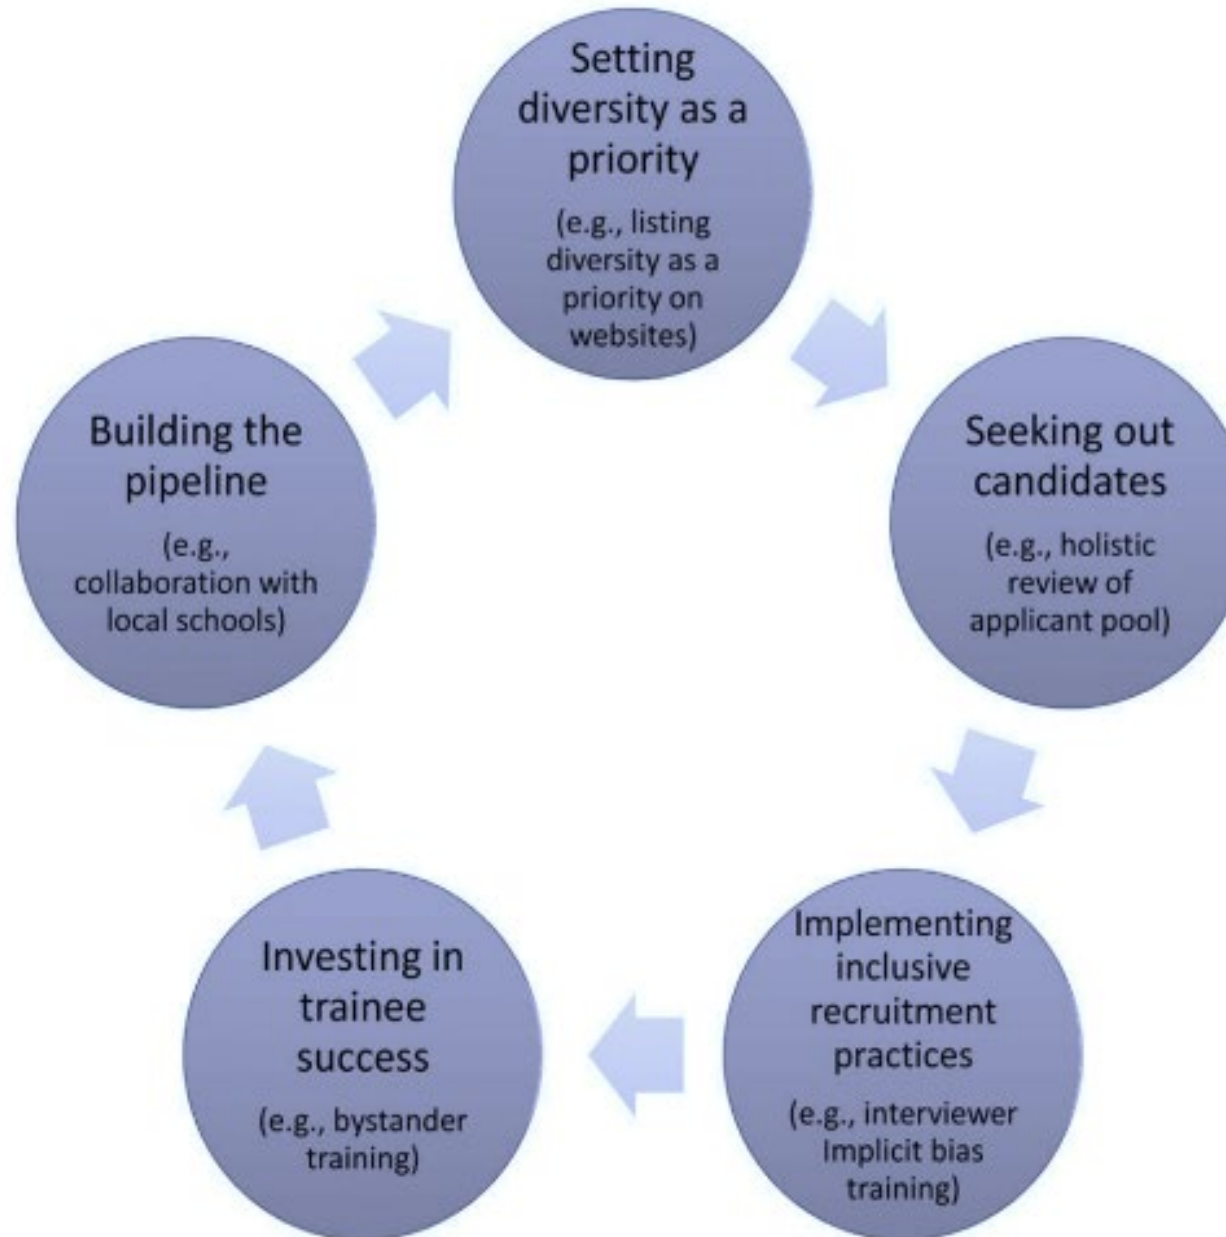 Setting
diversity as a
priority
(e.g., listing
diversity as a
priority on
websites)
Seeking out
candidates
(e.g., holistic
review of
applicant pool)
Implementing
inclusive
recruitment
practices
(e.g., interviewer
Implicit bias
training)
Investing in
trainee
success
(e.g., bystander
training)
Building the
pipeline
(e.g.,
collaboration with
local schools)